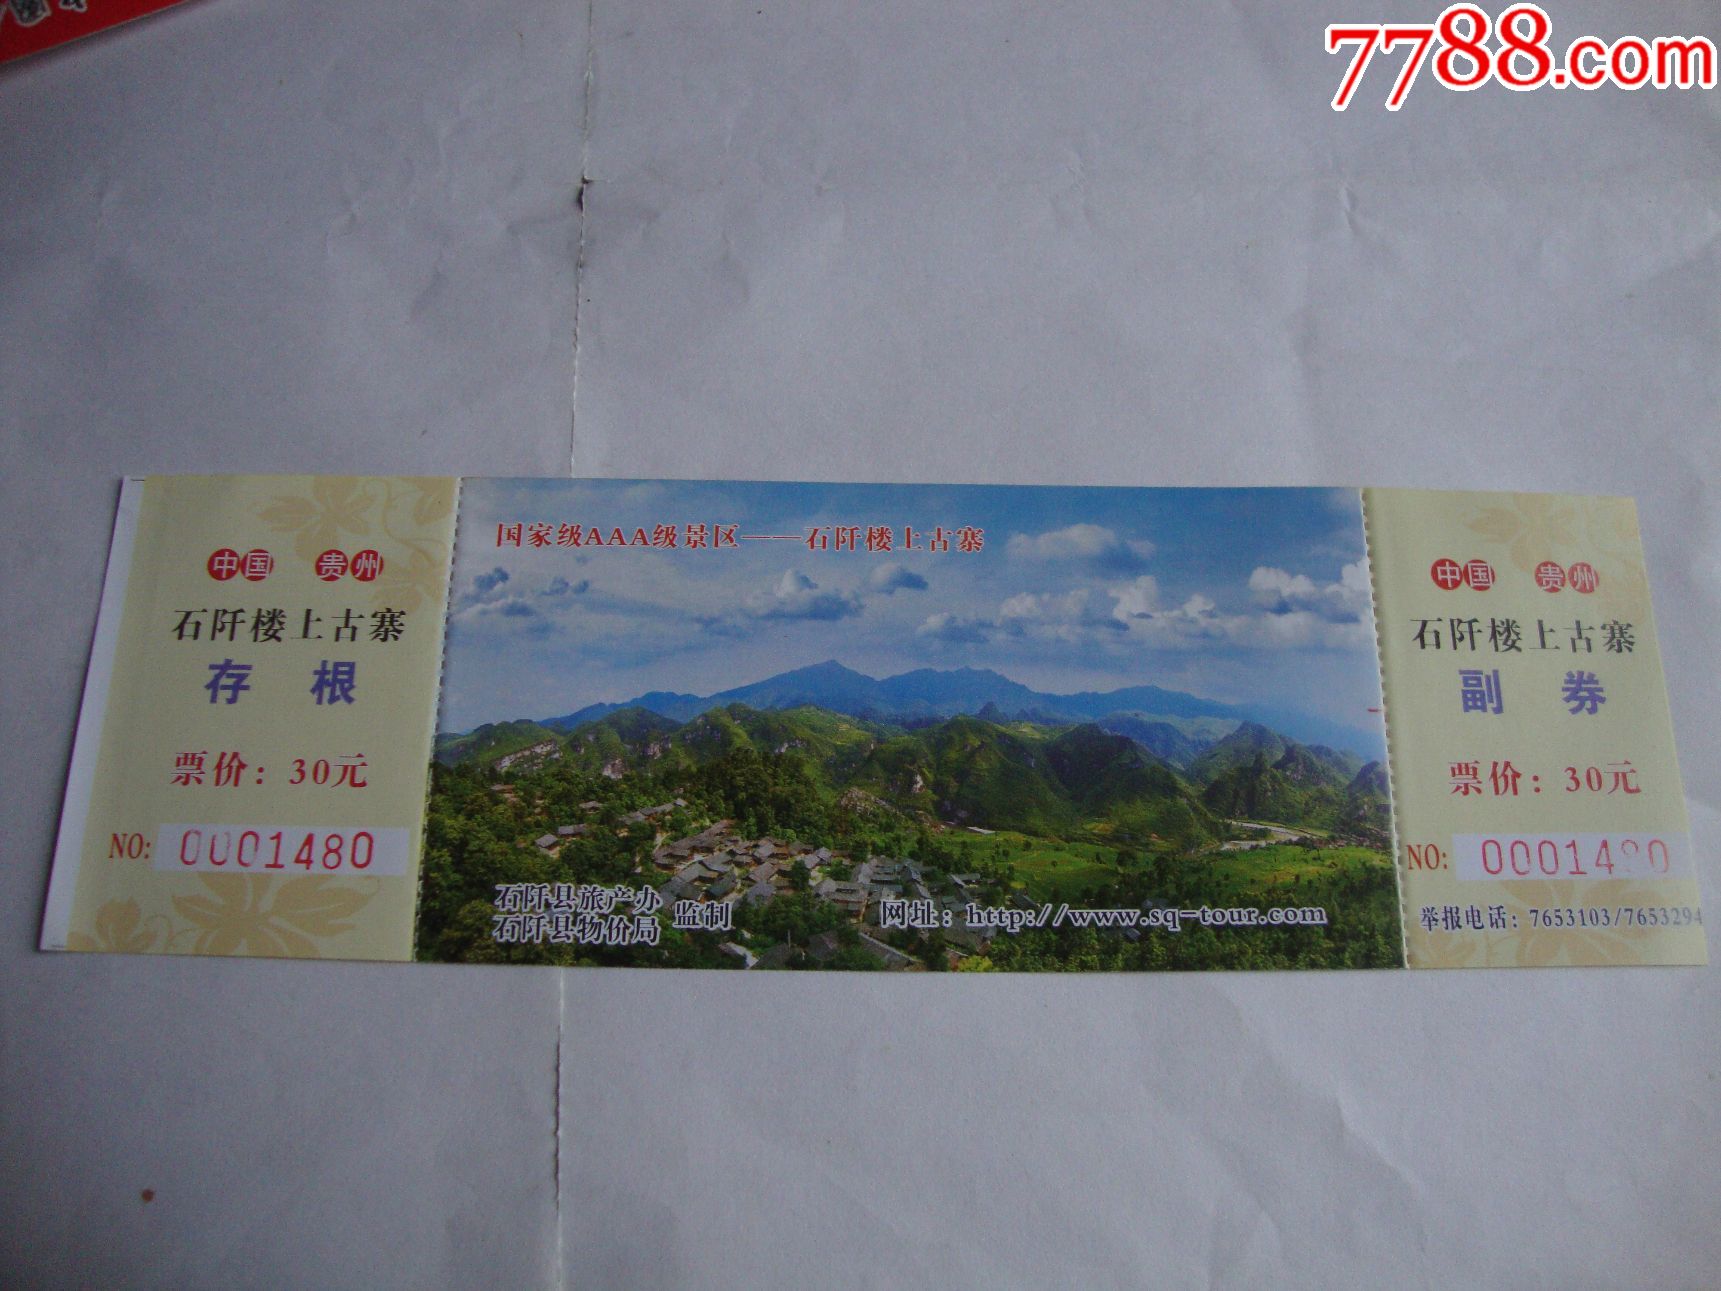 7788.com
中国 贵州
石阡楼上古寨
存 根
票价：30元
NO: 0001480
国家级AAA级景区——石阡楼上古寨
石阡县旅产办
石阡县物价局
监制
网址：http://www.sq-tour.com
中国 贵州
石阡楼上古寨
副 券
票价：30元
NO: 0001480
举报电话：7653103/7653294